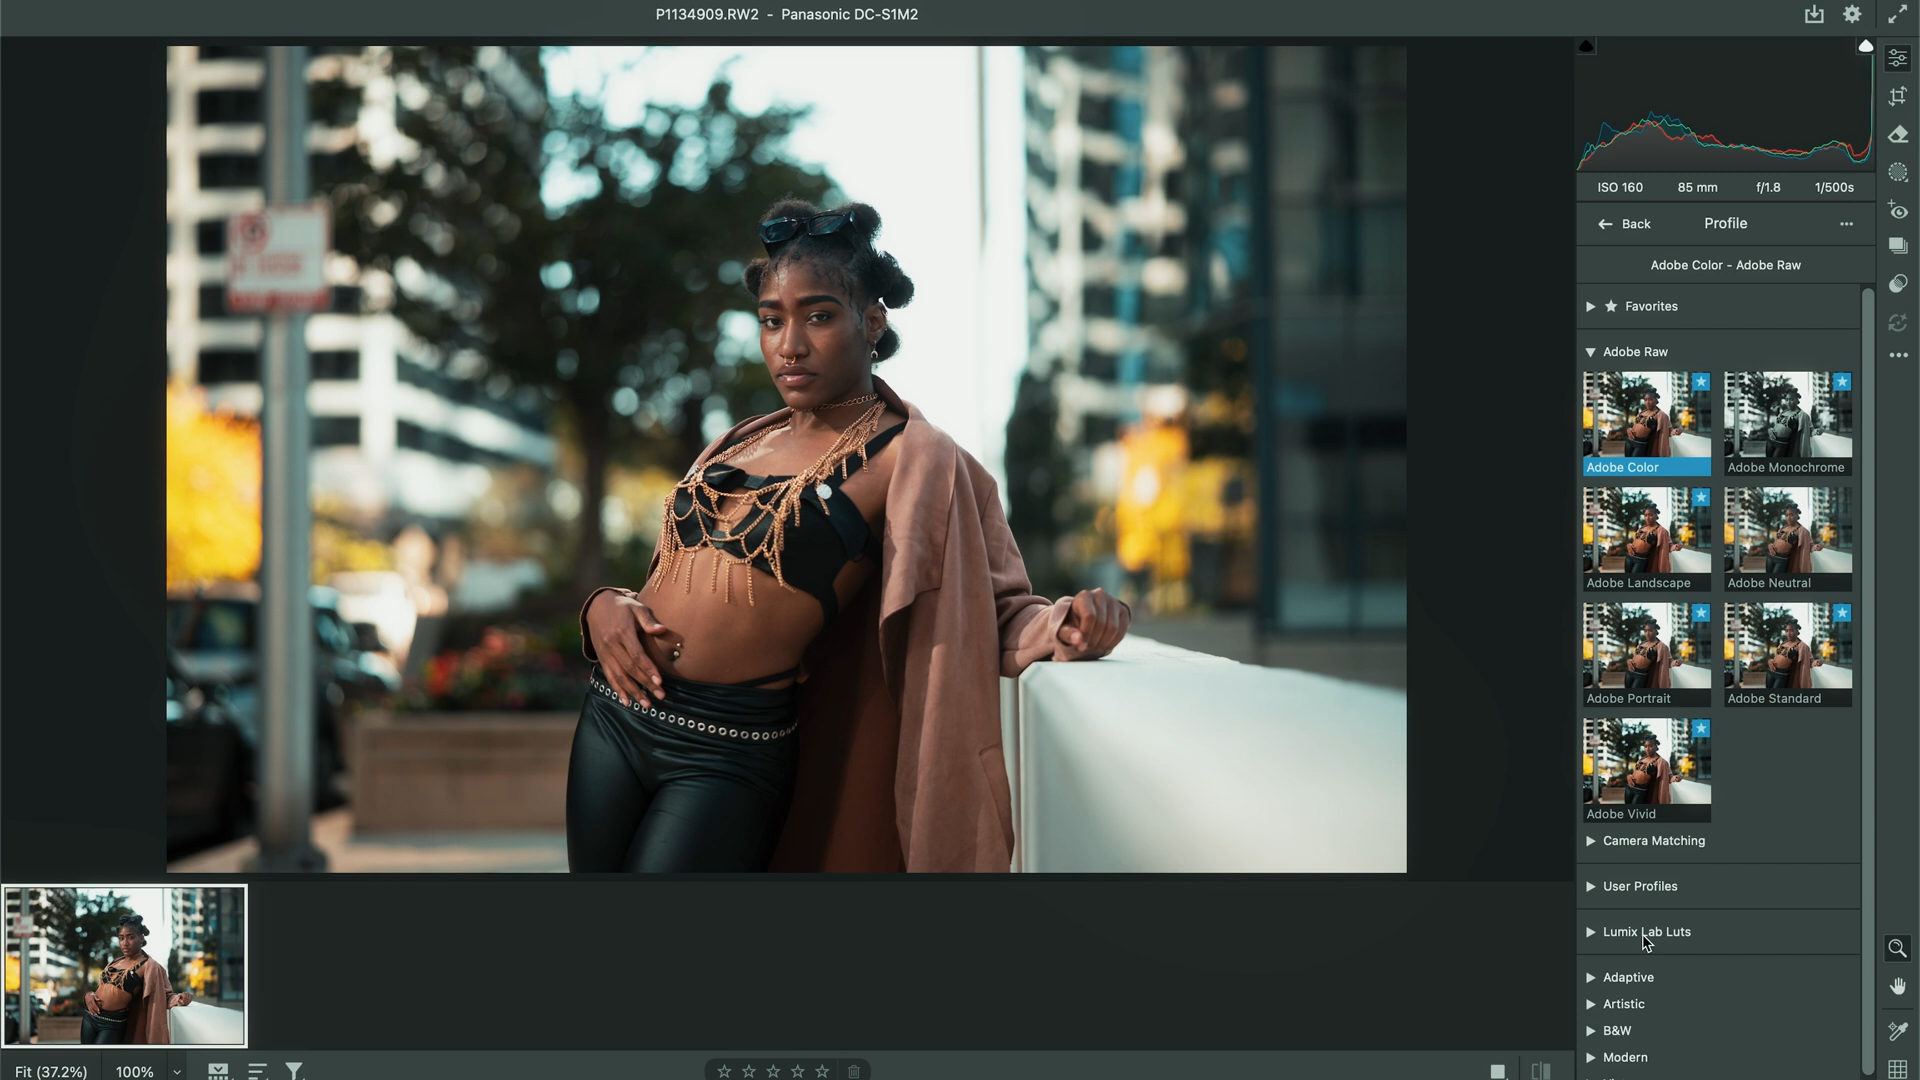 P1134909.RW2 - Panasonic DC-S1M2
ISO 160 85 mm f/1.8 1/500s
Back Profile
Adobe Color - Adobe Raw
Favorites
Adobe Raw
Adobe Color Adobe Monochrome
Adobe Landscape Adobe Neutral
Adobe Portrait Adobe Standard
Adobe Vivid
Camera Matching
User Profiles
Lumix Lab Luts
Adaptive
Artistic
B&W
Modern
Fit (37.2%) 100%